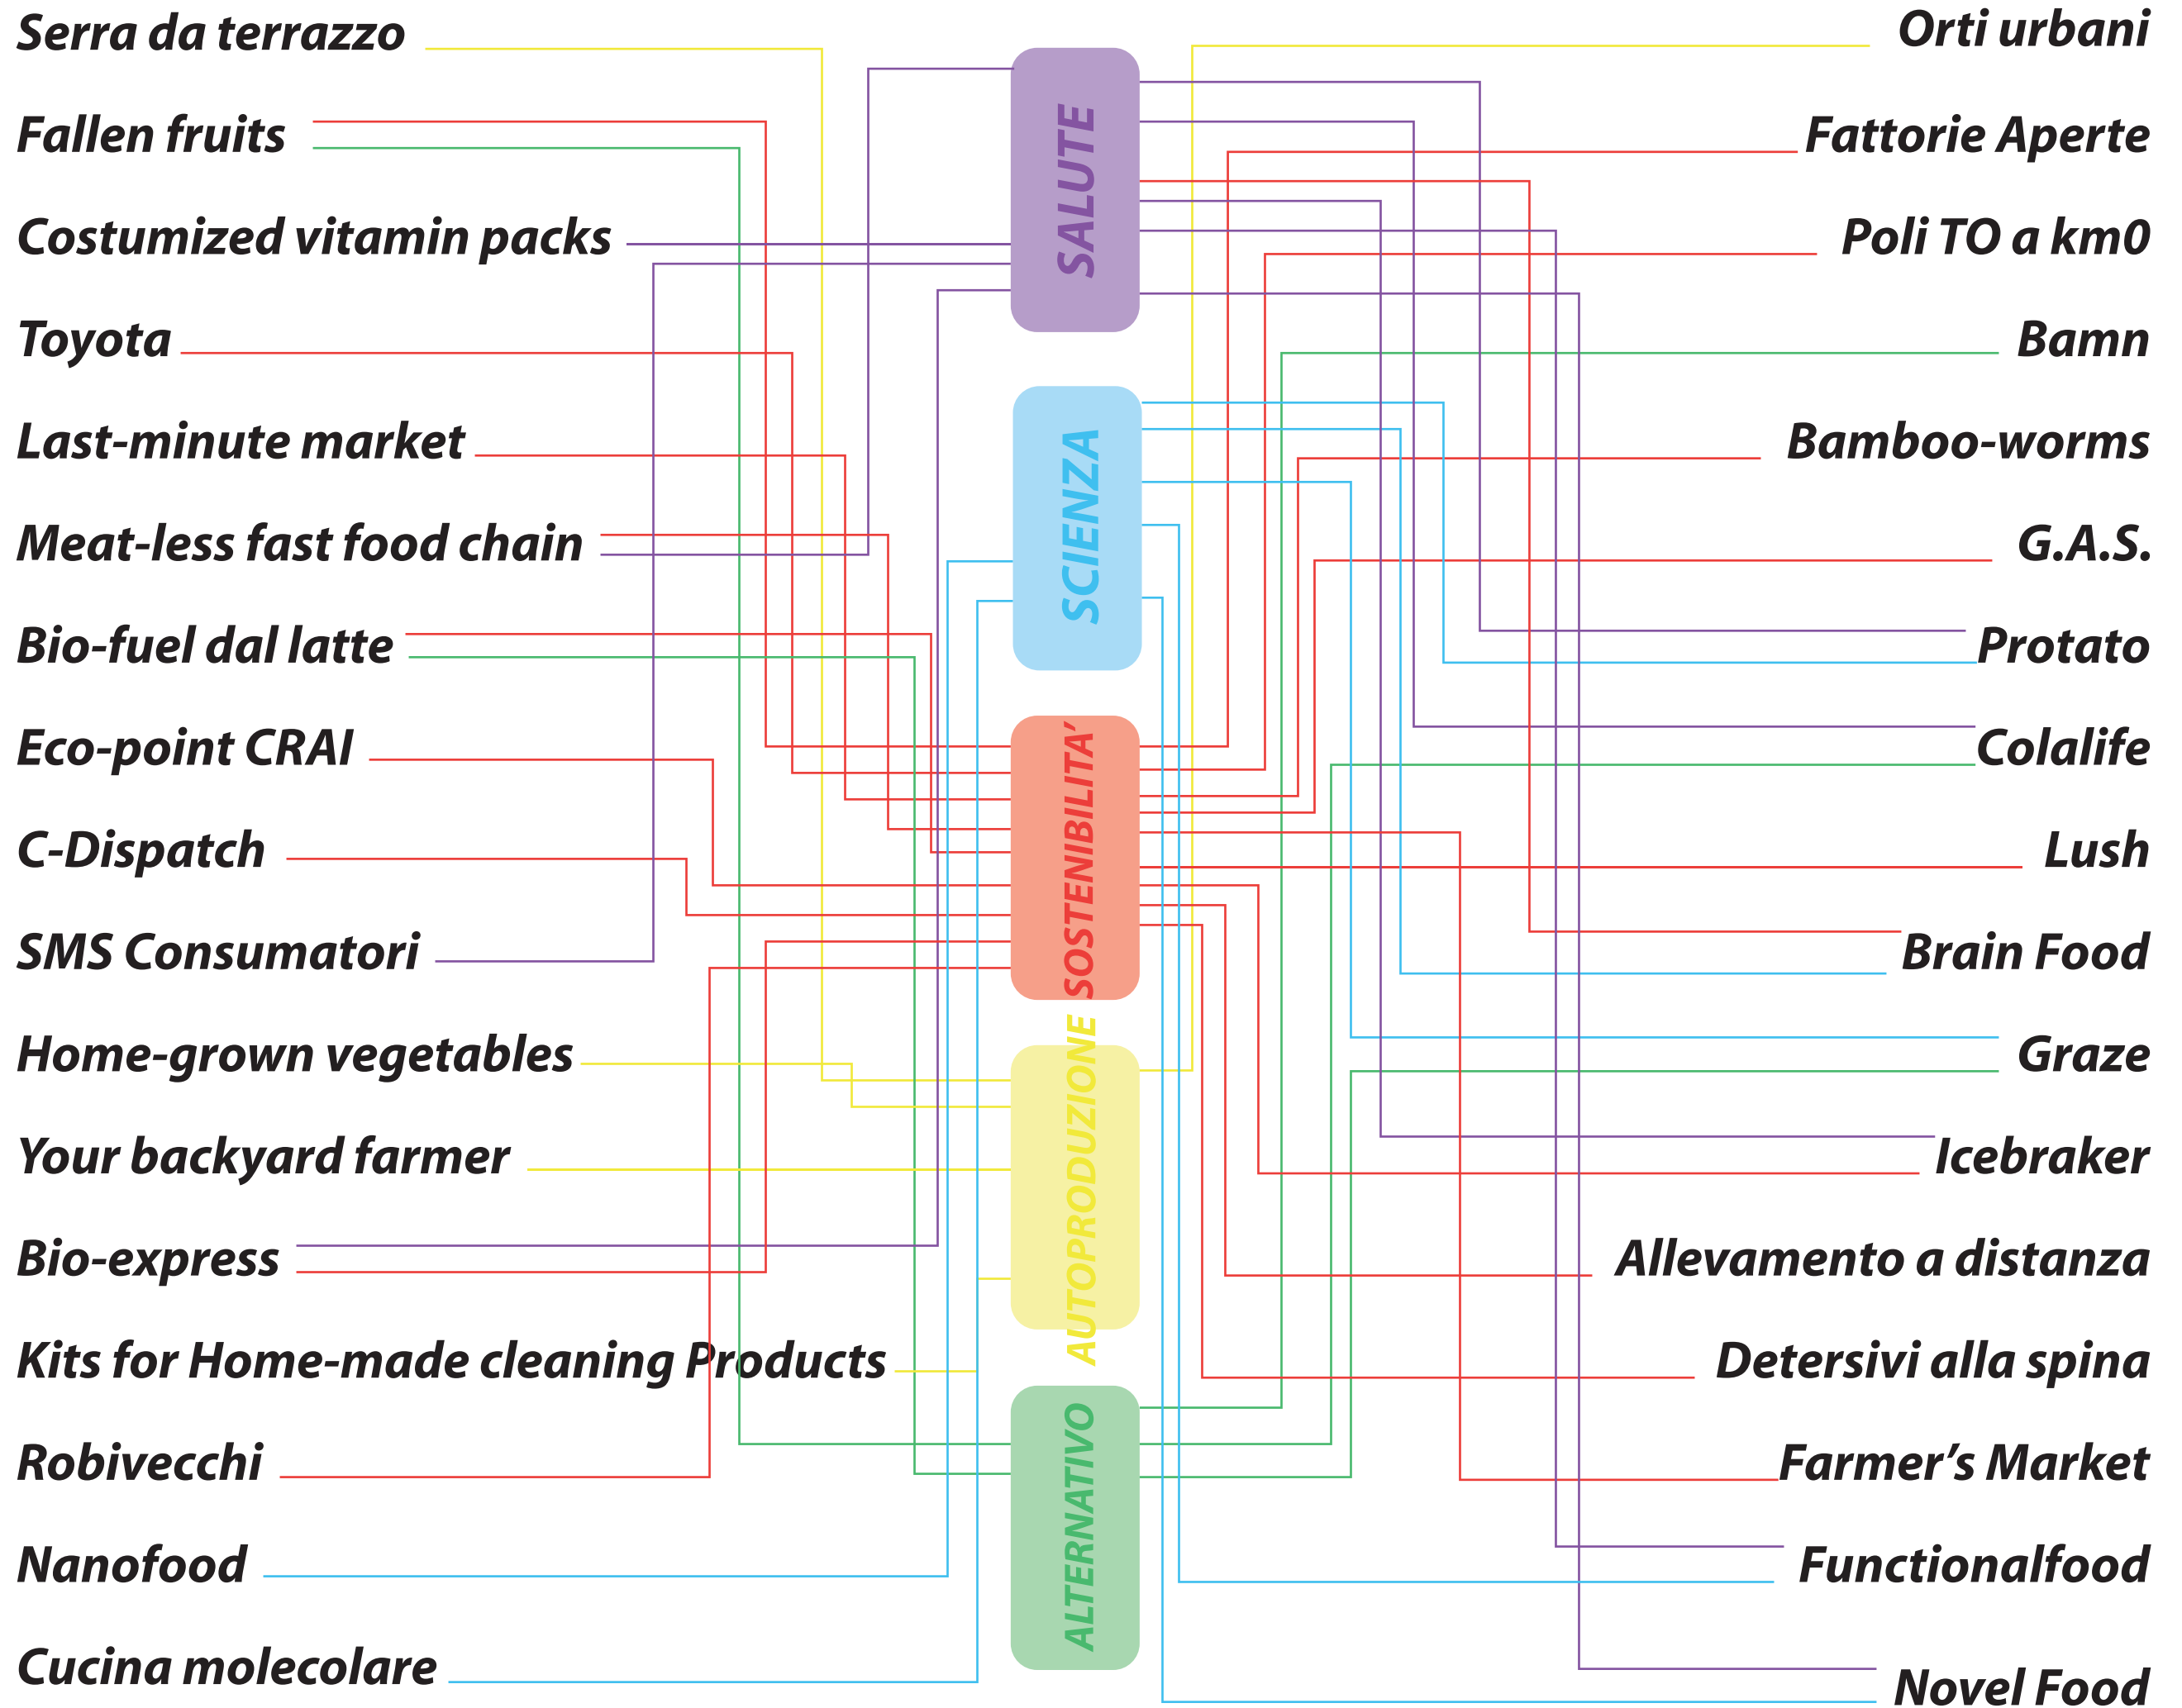 Serra da terrazzo
Fallen fruits
Costumized vitamin packs
Toyota
Last-minute market
Meat-less fast food chain
Bio-fuel dal latte
Eco-point CRAI
C-Dispatch
SMS Consumatori
Home-grown vegetables
Your backyard farmer
Bio-express
Kits for Home-made cleaning Products
Robivecchi
Nanofood
Cucina molecolare
SALUTE
SCIENZA
SOSTENIBILITA’
AUTOPRODUZIONE
ALTERNATIVO
Orti urbani
Fattorie Aperte
Poli TO a km0
Bamn
Bamboo-worms
G.A.S.
Protato
Colalife
Lush
Brain Food
Graze
Icebraker
Allevamento a distanza
Detersivi alla spina
Farmer’s Market
Functionalfood
Novel Food